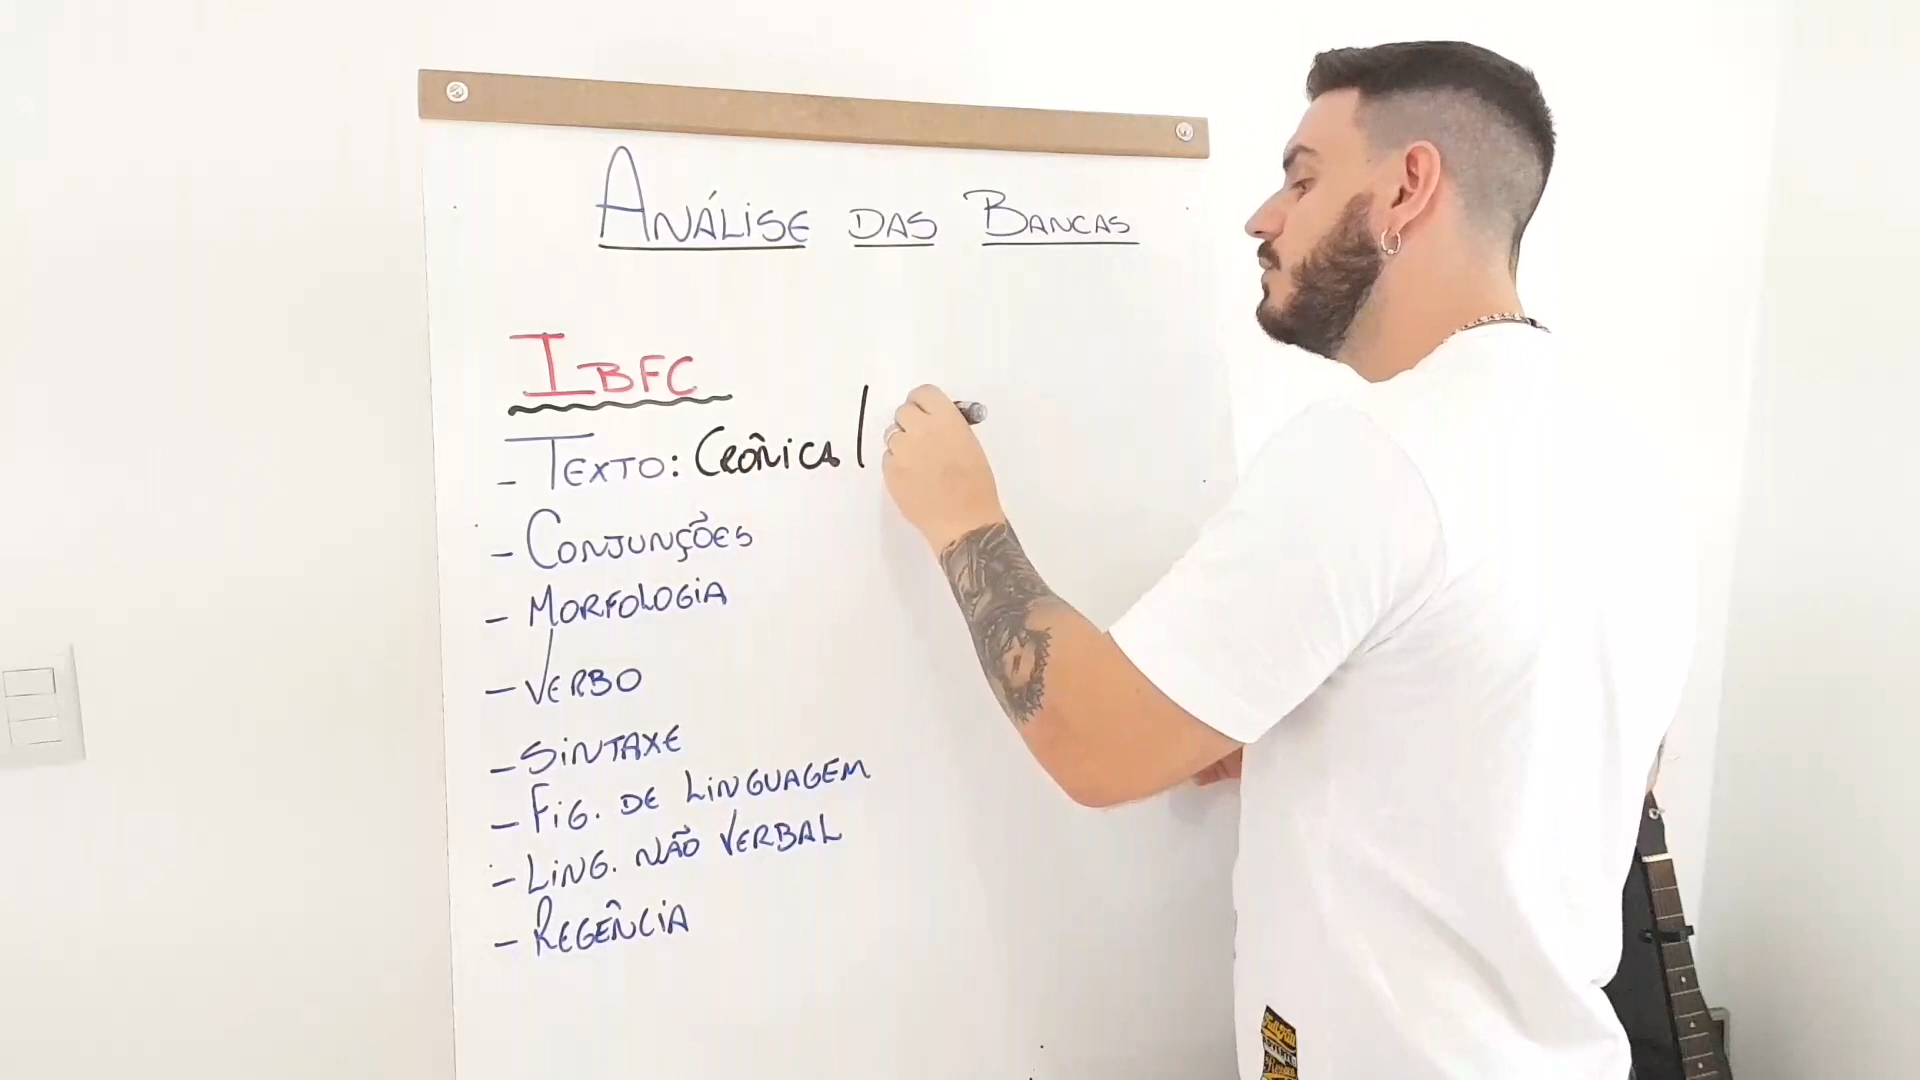 ANÁLISE DAS BANCAS
IBFC
- TEXTO: CRÔNICA /
- CONJUNÇÕES
- MORFOLOGIA
- VERBO
- SINTAXE
- FIG. DE LINGUAGEM
- LING. NÃO VERBAL
- REGÊNCIA